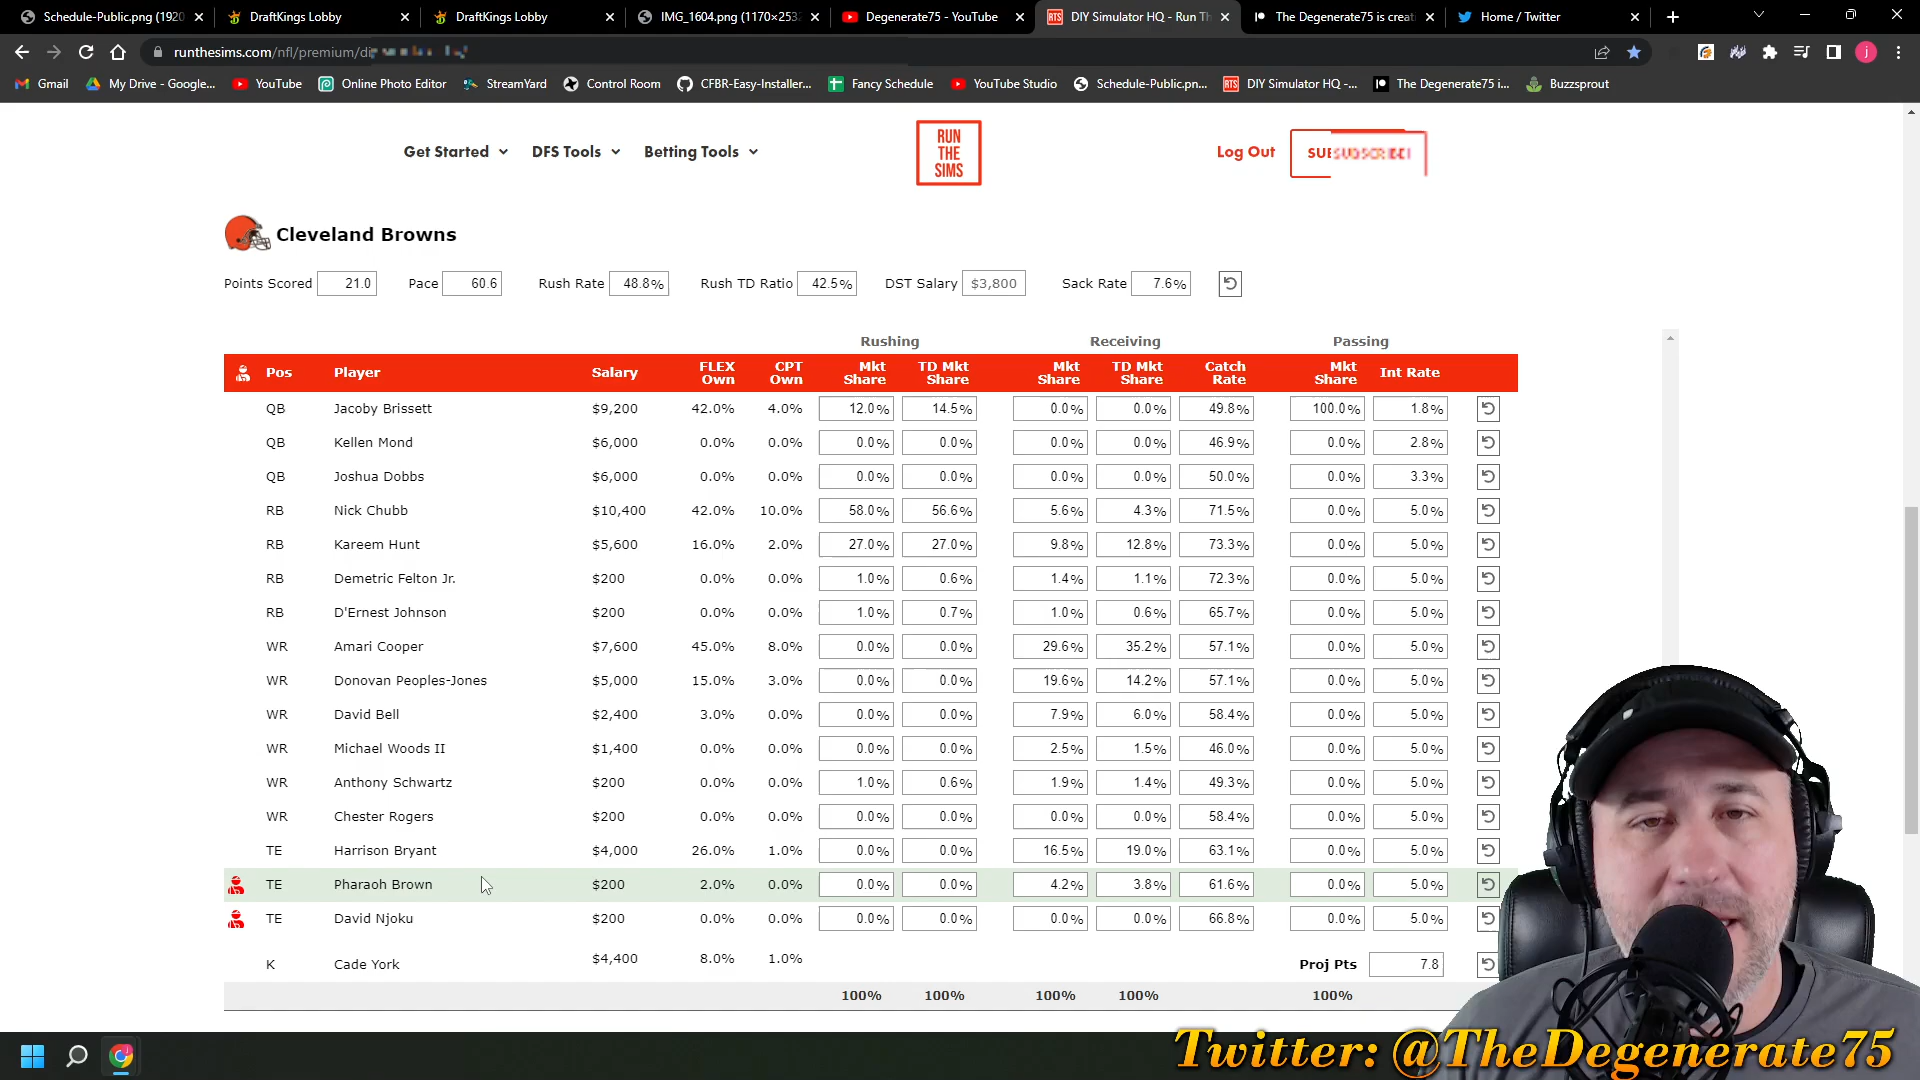 Schedule-Public.png (1920
DraftKings Lobby
DraftKings Lobby
IMG_1604.png (1170×253
Degenerate75 - YouTube
DIY Simulator HQ - Run Th
The Degenerate75 is creati
Home / Twitter
runthesims.com/nfl/premium/di
Gmail
My Drive - Google...
YouTube
Online Photo Editor
StreamYard
Control Room
CFBR-Easy-Installer...
Fancy Schedule
YouTube Studio
Schedule-Public.pn...
DIY Simulator HQ -...
The Degenerate75 i...
Buzzsprout
Get Started
DFS Tools
Betting Tools
RUN THE SIMS
Log Out
SUBSCRIBE!
Cleveland Browns
Points Scored 21.0 Pace 60.6 Rush Rate 48.8% Rush TD Ratio 42.5% DST Salary $3,800 Sack Rate 7.6%
Rushing Receiving Passing
Pos Player Salary FLEX Own CPT Own Mkt Share TD Mkt Share Mkt Share TD Mkt Share Catch Rate Mkt Share Int Rate
QB Jacoby Brissett $9,200 42.0% 4.0% 12.0% 14.5% 0.0% 0.0% 49.8% 100.0% 1.8%
QB Kellen Mond $6,000 0.0% 0.0% 0.0% 0.0% 0.0% 0.0% 46.9% 0.0% 2.8%
QB Joshua Dobbs $6,000 0.0% 0.0% 0.0% 0.0% 0.0% 0.0% 50.0% 0.0% 3.3%
RB Nick Chubb $10,400 42.0% 10.0% 58.0% 56.6% 5.6% 4.3% 71.5% 0.0% 5.0%
RB Kareem Hunt $5,600 16.0% 2.0% 27.0% 27.0% 9.8% 12.8% 73.3% 0.0% 5.0%
RB Demetric Felton Jr. $200 0.0% 0.0% 1.0% 0.6% 1.4% 1.1% 72.3% 0.0% 5.0%
RB D'Ernest Johnson $200 0.0% 0.0% 1.0% 0.7% 1.0% 0.6% 65.7% 0.0% 5.0%
WR Amari Cooper $7,600 45.0% 8.0% 0.0% 0.0% 29.6% 35.2% 57.1% 0.0% 5.0%
WR Donovan Peoples-Jones $5,000 15.0% 3.0% 0.0% 0.0% 19.6% 14.2% 57.1% 0.0% 5.0%
WR David Bell $2,400 3.0% 0.0% 0.0% 0.0% 7.9% 6.0% 58.4% 0.0% 5.0%
WR Michael Woods II $1,400 0.0% 0.0% 0.0% 0.0% 2.5% 1.5% 46.0% 0.0% 5.0%
WR Anthony Schwartz $200 0.0% 0.0% 1.0% 0.6% 1.9% 1.4% 49.3% 0.0% 5.0%
WR Chester Rogers $200 0.0% 0.0% 0.0% 0.0% 0.0% 0.0% 58.4% 0.0% 5.0%
TE Harrison Bryant $4,000 26.0% 1.0% 0.0% 0.0% 16.5% 19.0% 63.1% 0.0% 5.0%
TE Pharaoh Brown $200 2.0% 0.0% 0.0% 0.0% 4.2% 3.8% 61.6% 0.0% 5.0%
TE David Njoku $200 0.0% 0.0% 0.0% 0.0% 0.0% 0.0% 66.8% 0.0% 5.0%
K Cade York $4,400 8.0% 1.0% Proj Pts 7.8
100% 100% 100% 100% 100%
Twitter: @TheDegenerate75